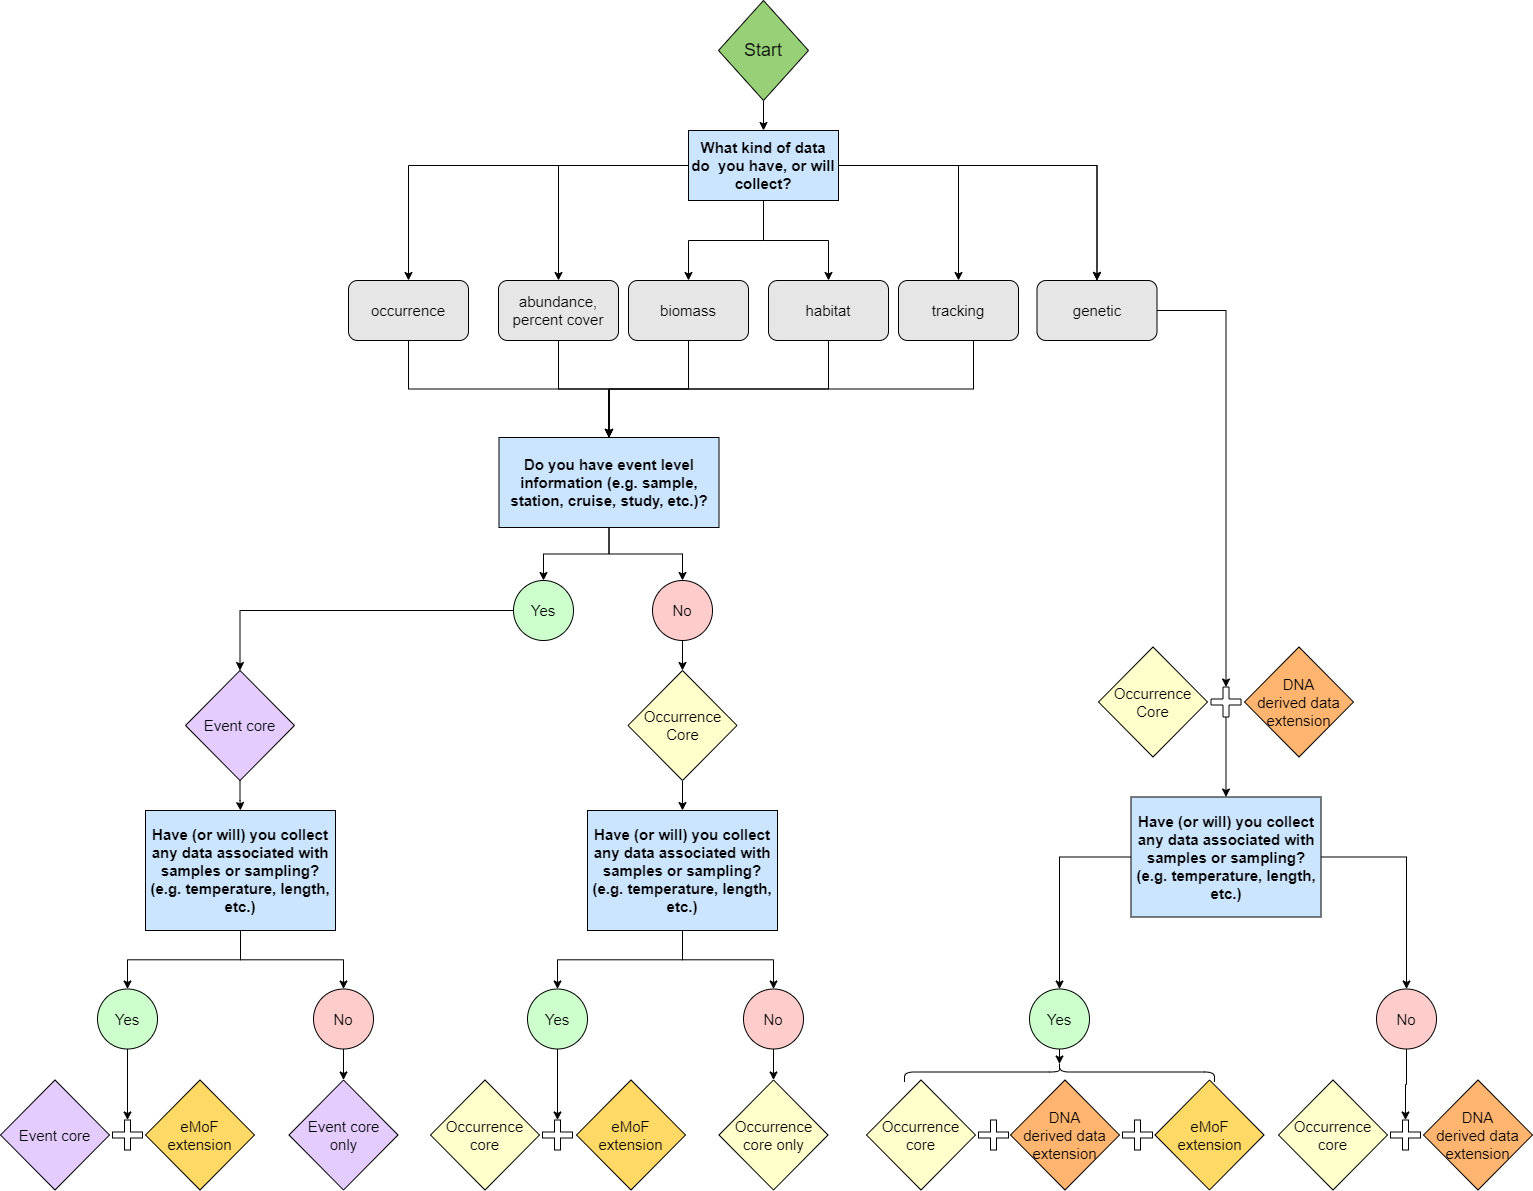 Start
What kind of data
do you have, or will
collect?
occurrence
abundance,
percent cover
biomass
habitat
tracking
genetic
Do you have event level
information (e.g. sample,
station, cruise, study, etc.)?
Yes
No
Event core
Occurrence
Core
Occurrence
Core
DNA
derived data
extension
Have (or will) you collect
any data associated with
samples or sampling?
(e.g. temperature, length,
etc.)
Have (or will) you collect
any data associated with
samples or sampling?
(e.g. temperature, length,
etc.)
Have (or will) you collect
any data associated with
samples or sampling?
(e.g. temperature, length,
etc.)
Yes
No
Yes
No
Yes
No
Event core
eMoF
extension
Event core
only
Occurrence
core
eMoF
extension
Occurrence
core only
Occurrence
core
DNA
derived data
extension
eMoF
extension
Occurrence
core
DNA
derived data
extension